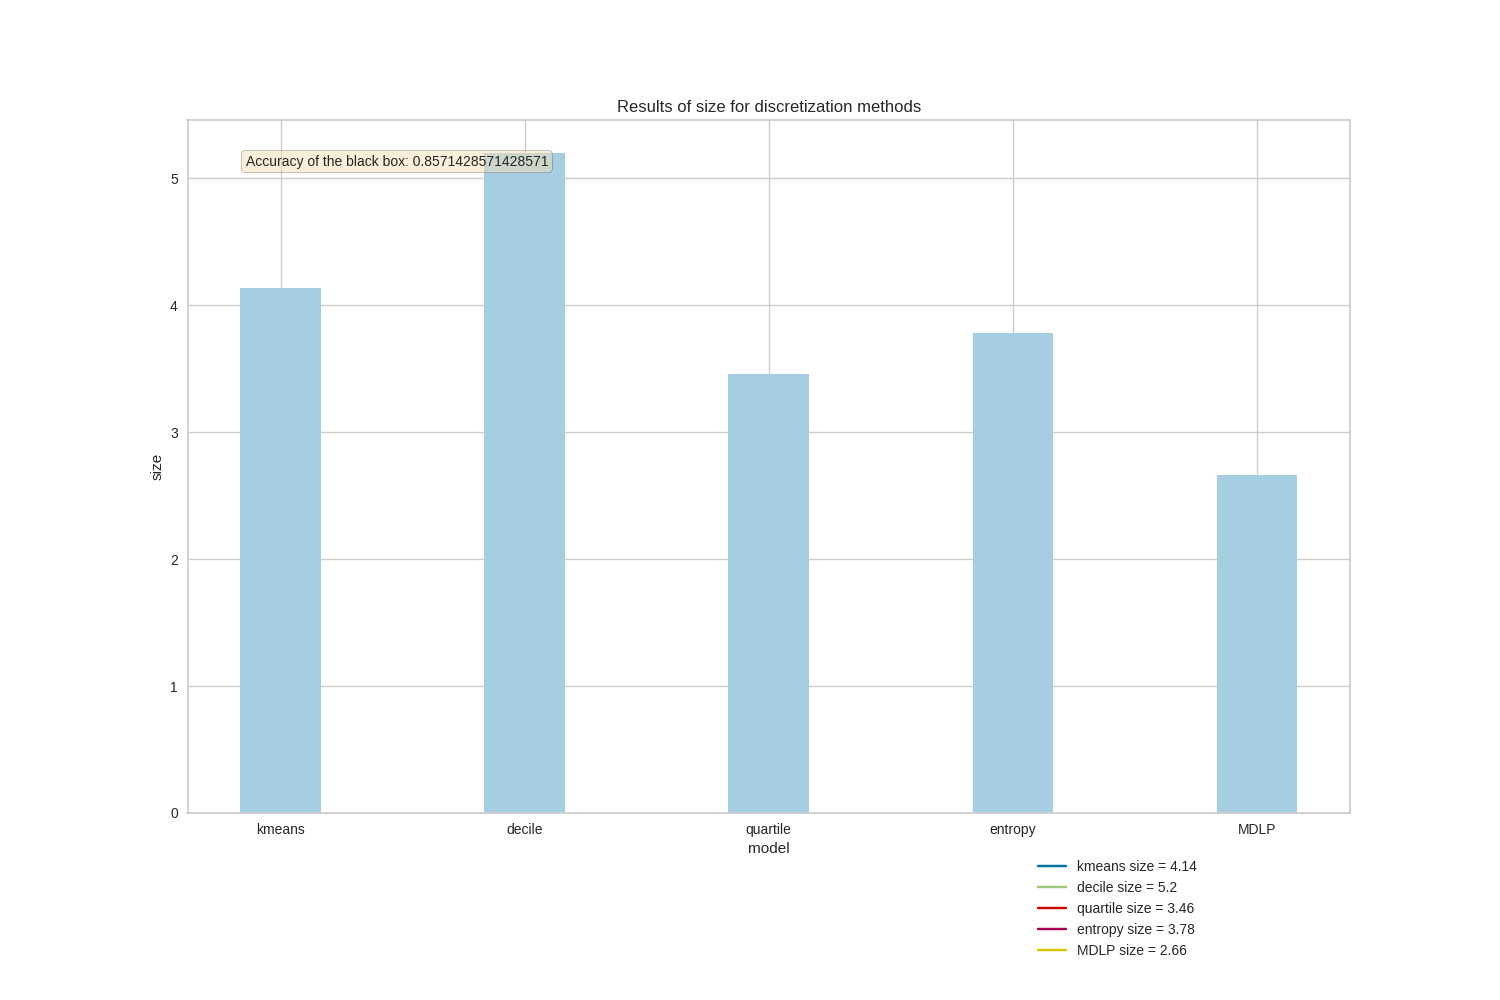 Results of size for discretization methods
Accuracy of the black box: 0.8571428571428571
5
4
3
2
1
0
size
kmeans decile quartile entropy MDLP
model
kmeans size = 4.14
decile size = 5.2
quartile size = 3.46
entropy size = 3.78
MDLP size = 2.66